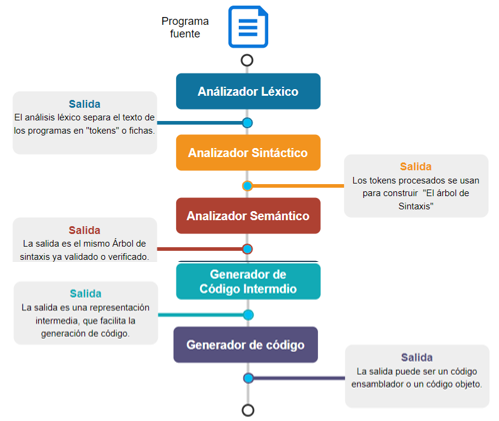 Programa
fuente
Análizador Léxico
Salida
El análisis léxico separa el texto de
los programas en "tokens" o fichas.
Analizador Sintáctico
Salida
Los tokens procesados se usan
para construir "El árbol de
Sintaxis"
Analizador Semántico
Salida
La salida es el mismo Árbol de
sintaxis ya validado o verificado.
Generador de
Código Intermdio
Salida
La salida es una representación
intermedia, que facilita la
generación de código.
Generador de código
Salida
La salida puede ser un código
ensamblador o un código objeto.